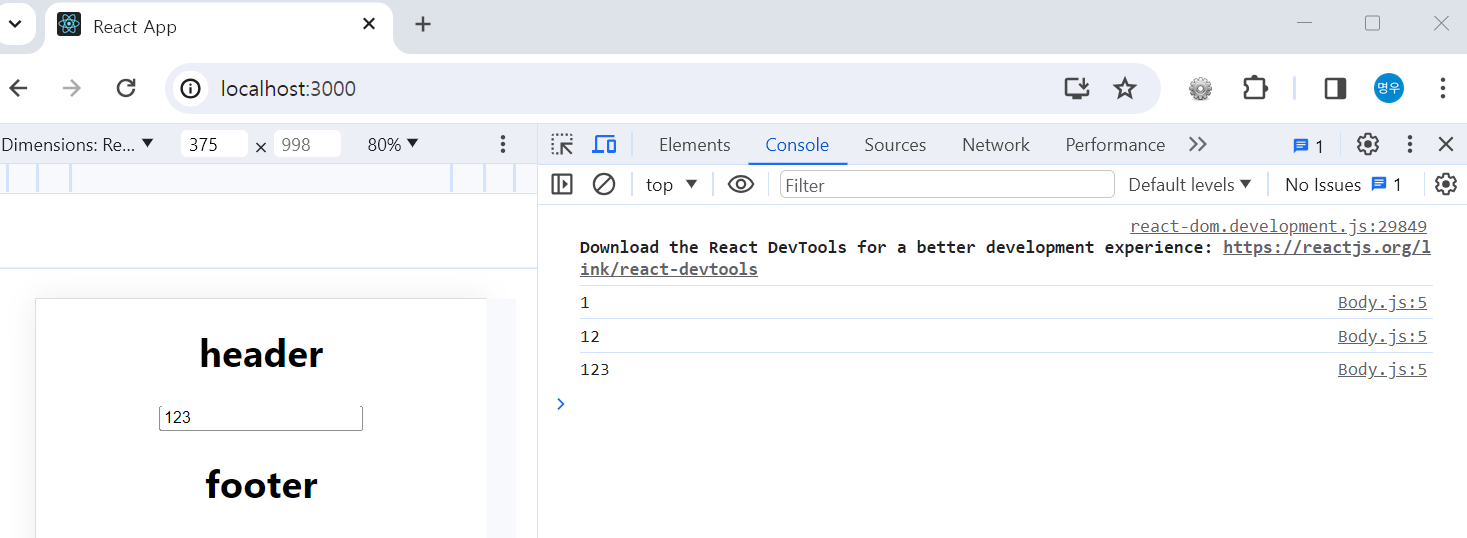 React App
localhost:3000
명우
Dimensions: Re... 375 × 998 80%
Elements Console Sources Network Performance 1
top Filter Default levels No Issues 1
react-dom.development.js:29849
Download the React DevTools for a better development experience: https://reactjs.org/l
ink/react-devtools
1 Body.js:5
12 Body.js:5
123 Body.js:5
header
123
footer